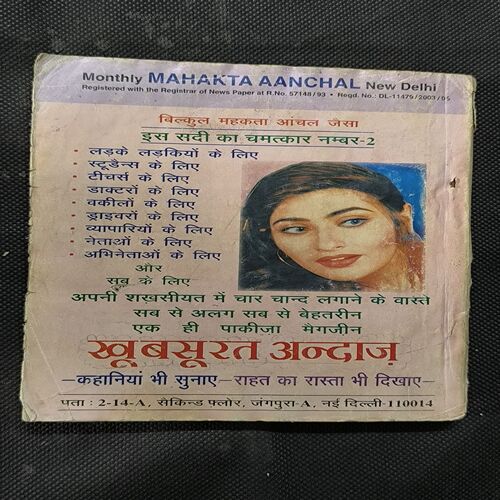 Monthly MAHAKTA AANCHAL New Delhi
Registered with the Registrar of News Paper at R.No. 57148/93 • Regd. No.: DL-11479/2003/05
बिल्कुल महकता आंचल जैसा
इस सदी का चमत्कार नम्बर-2
• लड़के लड़कियों के लिए
• स्टूडैन्स के लिए
• टीचर्स के लिए
• डाक्टरों के लिए
• वकीलों के लिए
• ड्राइवरों के लिए
• व्यापारियों के लिए
• नेताओं के लिए
• अभिनेताओं के लिए
और
सब के लिए
अपनी शख़सीयत में चार चान्द लगाने के वास्ते
सब से अलग सब से बेहतरीन
एक ही पाकीजा मैगजीन
खूबसूरत अन्दाज़
—कहानियां भी सुनाए—राहत का रास्ता भी दिखाए—
पता : 2-14-A, सेकिन्ड फ्लोर, जंगपुरा-A, नई दिल्ली-110014